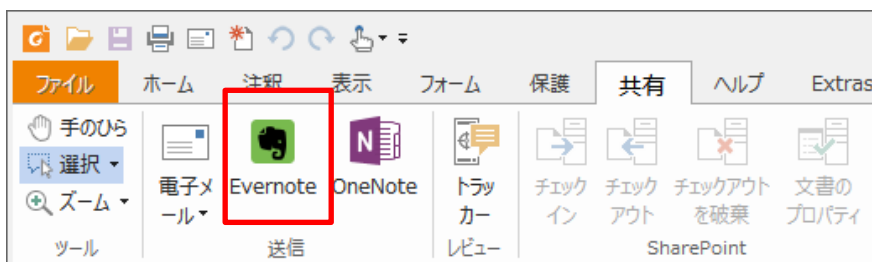 ファイル ホーム 注釈 表示 フォーム 保護 共有 ヘルプ Extras
手のひら
選択
ズーム
ツール
電子メ
ール
Evernote
OneNote
送信
トラッ
カー
レビュー
チェック
イン
チェック
アウト
チェックアウト
を破棄
文書の
プロパティ
SharePoint